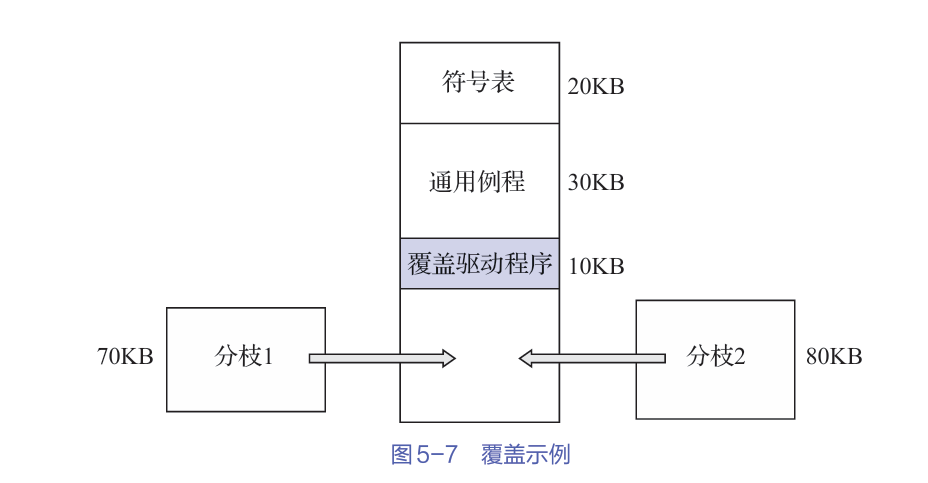 符号表 20KB
通用例程 30KB
覆盖驱动程序 10KB
70KB 分枝1 分枝2 80KB
图5-7 覆盖示例